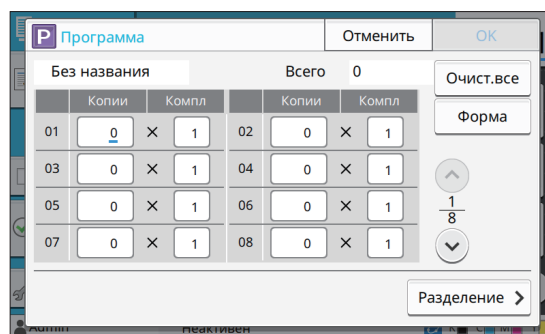 P Программа Отменить OK
Без названия Всего 0 Очист.все
Копии Компл Копии Компл Форма
01 0 × 1 02 0 × 1
03 0 × 1 04 0 × 1
05 0 × 1 06 0 × 1
1
8
07 0 × 1 08 0 × 1
Разделение
Admin Неактивен K C M Y